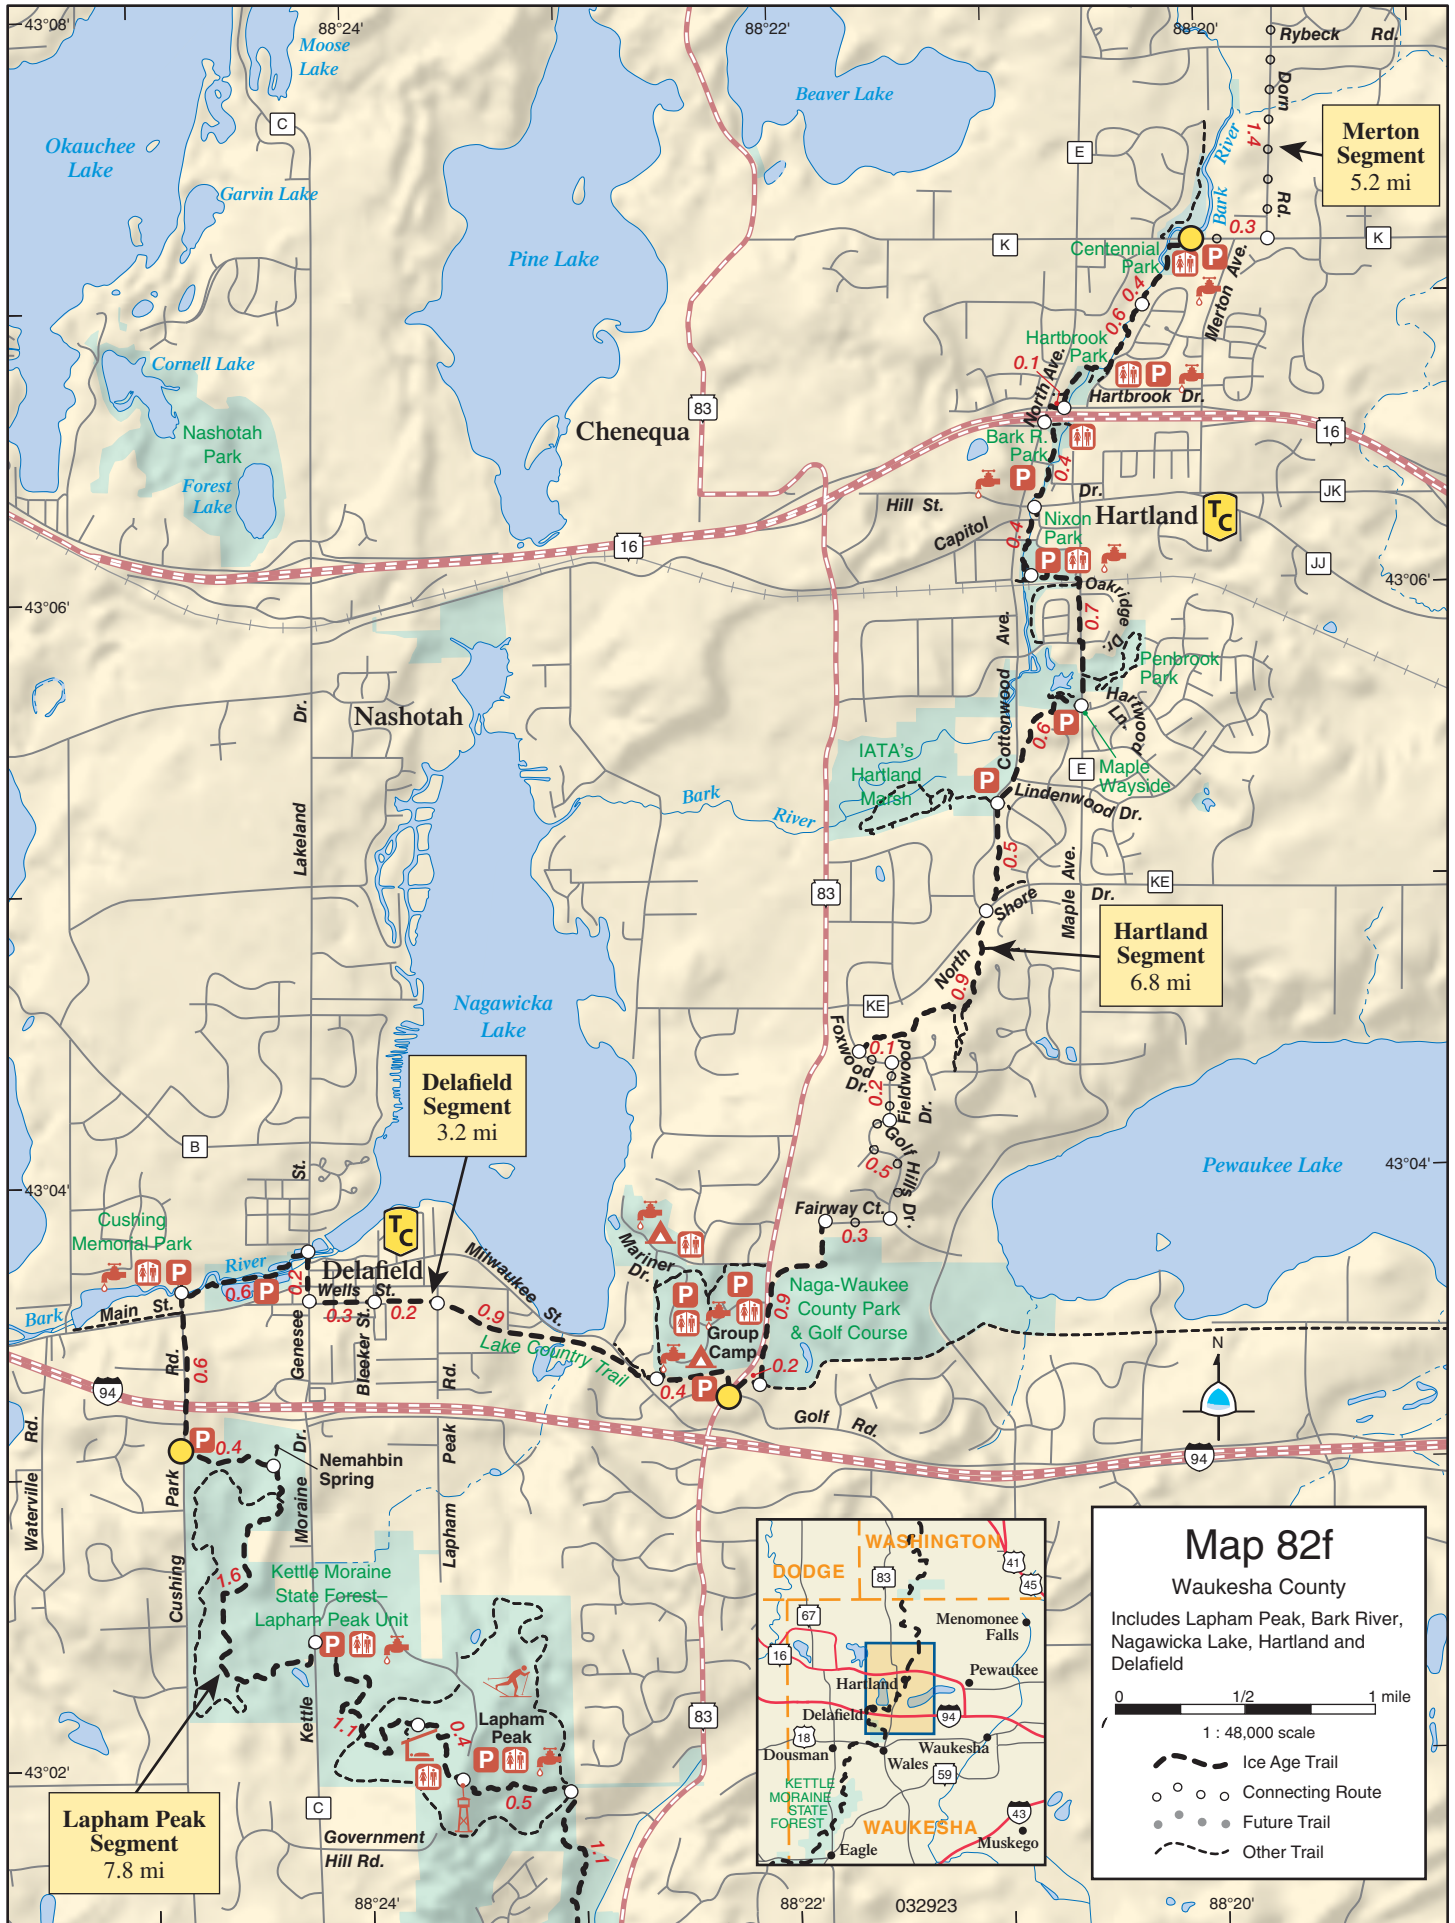 43°08'
88°24'
88°22'
88°20'
Moose
Lake
Rybeck Rd.
Beaver Lake
Dorn
Rd.
1.4
Merton
Segment
5.2 mi
Okauchee
Lake
C
E
River
Bark
Garvin Lake
0.3
K
K
Centennial
Park
P
Pine Lake
0.4
Merton Ave.
0.6
Hartbrook
Park
Cornell Lake
0.1
North Ave.
P
Hartbrook Dr.
83
Chenequa
16
Nashotah
Park
Bark R.
Park
0.4
Forest
Lake
P
Dr.
JK
Hill St.
Hartland
TC
Capitol
0.4
Nixon
Park
16
P
JJ
43°06'
43°06'
Oakridge Dr.
0.7
Ave.
Penbrook
Park
Hartwood
Ln.
Dr.
Nashotah
Cottonwood
0.6
P
IATA's
Hartland
Marsh
E
Maple
Wayside
P
Bark
River
Lindenwood Dr.
Lakeland
0.5
Ave.
KE
83
Shore
Maple
Dr.
Hartland
Segment
6.8 mi
North
0.9
Nagawicka
Lake
KE
Foxwood
Dr.
0.1
Fieldwood
Dr.
0.2
Delafield
Segment
3.2 mi
Golf
Hills Dr.
0.5
B
Pewaukee Lake
43°04'
St.
43°04'
Fairway Ct.
0.3
Cushing
Memorial Park
TC
Mariner
Dr.
River
Delafield
Milwaukee St.
P
0.6
P
0.2
Wells St.
P
P
Naga-Waukee
County Park
& Golf Course
0.9
Bark
Main St.
0.3
0.2
0.9
Group
Camp
Lake Country Trail
Rd.
0.6
Genesee
Bleeker St.
Rd.
0.2
N
94
0.4
P
Golf Rd.
Rd.
P
0.4
Dr.
Peak
94
Nemahbin
Spring
Park
Waterville
Moraine
Lapham
Map 82f
Waukesha County
Includes Lapham Peak, Bark River,
Nagawicka Lake, Hartland and
Delafield
0 1/2 1 mile
1 : 48,000 scale
Ice Age Trail
Connecting Route
Future Trail
Other Trail
WASHINGTON
DODGE
41
45
83
67
Menomonee
Falls
16
Pewaukee
Hartland
Delafield
94
18
Dousman
Waukesha
Wales
59
KETTLE
MORAINE
STATE
FOREST
43
WAUKESHA
Muskego
Eagle
Cushing
1.6
Kettle Moraine
State Forest–
Lapham Peak Unit
P
Kettle
1.1
0.4
Lapham
Peak
P
83
43°02'
0.5
C
Lapham Peak
Segment
7.8 mi
Government
Hill Rd.
1.1
88°24'
88°22'
032923
88°20'